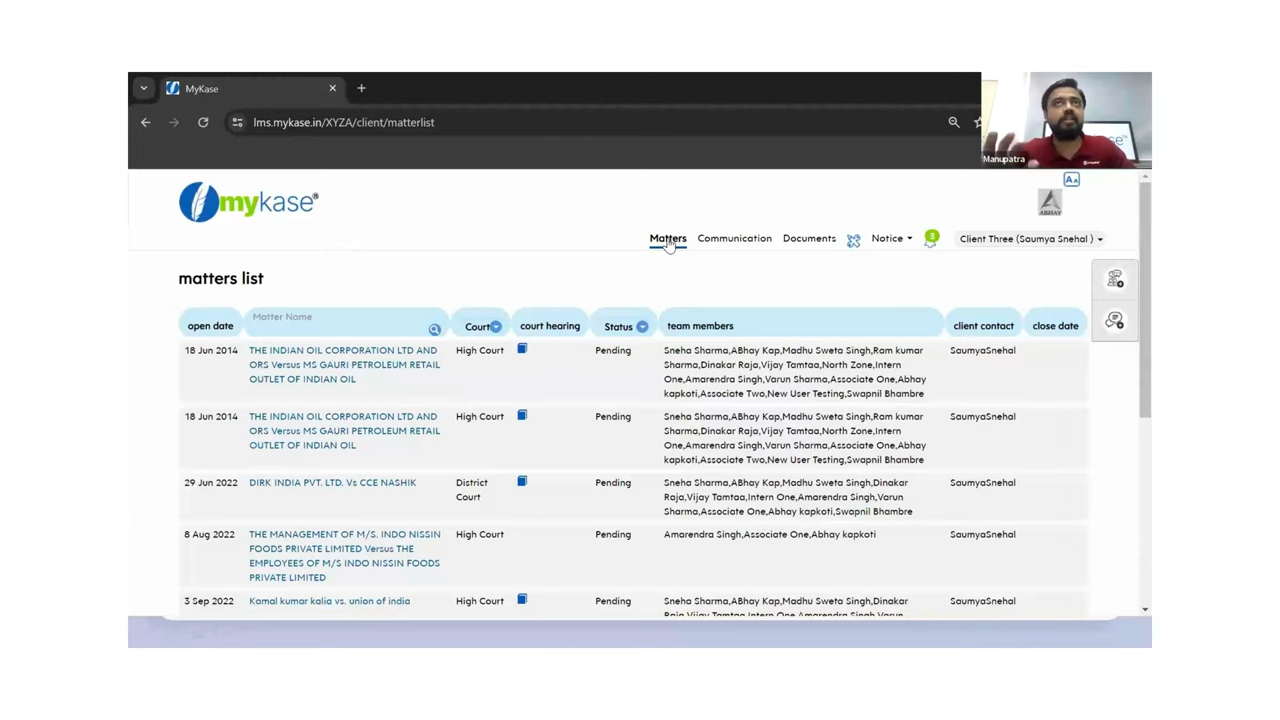 MyKase
lms.mykase.in/XYZA/client/matterlist
Manupatra
mykase®
ABHAY
Matters Communication Documents Notice 3 Client Three (Saumya Snehal )
matters list
open date Matter Name Court court hearing Status team members client contact close date
18 Jun 2014 THE INDIAN OIL CORPORATION LTD AND High Court Pending Sneha Sharma,ABhay Kap,Madhu Sweta Singh,Ram kumar SaumyaSnehal
ORS Versus MS GAURI PETROLEUM RETAIL Sharma,Dinakar Raja,Vijay Tamtaa,North Zone,Intern
OUTLET OF INDIAN OIL One,Amarendra Singh,Varun Sharma,Associate One,Abhay
kapkoti,Associate Two,New User Testing,Swapnil Bhambre
18 Jun 2014 THE INDIAN OIL CORPORATION LTD AND High Court Pending Sneha Sharma,ABhay Kap,Madhu Sweta Singh,Ram kumar SaumyaSnehal
ORS Versus MS GAURI PETROLEUM RETAIL Sharma,Dinakar Raja,Vijay Tamtaa,North Zone,Intern
OUTLET OF INDIAN OIL One,Amarendra Singh,Varun Sharma,Associate One,Abhay
kapkoti,Associate Two,New User Testing,Swapnil Bhambre
29 Jun 2022 DIRK INDIA PVT. LTD. Vs CCE NASHIK District Pending Sneha Sharma,ABhay Kap,Madhu Sweta Singh,Dinakar SaumyaSnehal
Court Raja,Vijay Tamtaa,Intern One,Amarendra Singh,Varun
Sharma,Associate One,Abhay kapkoti,Swapnil Bhambre
8 Aug 2022 THE MANAGEMENT OF M/S. INDO NISSIN High Court Pending Amarendra Singh,Associate One,Abhay kapkoti SaumyaSnehal
FOODS PRIVATE LIMITED Versus THE
EMPLOYEES OF M/S INDO NISSIN FOODS
PRIVATE LIMITED
3 Sep 2022 Kamal kumar kalia vs. union of india High Court Pending Sneha Sharma,ABhay Kap,Madhu Sweta Singh,Dinakar SaumyaSnehal
Raja,Vijay Tamtaa,Intern One,Amarendra Singh,Varun